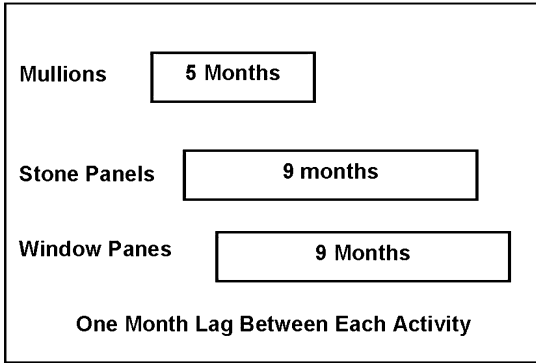 Mullions 5 Months
Stone Panels 9 months
Window Panes 9 Months
One Month Lag Between Each Activity